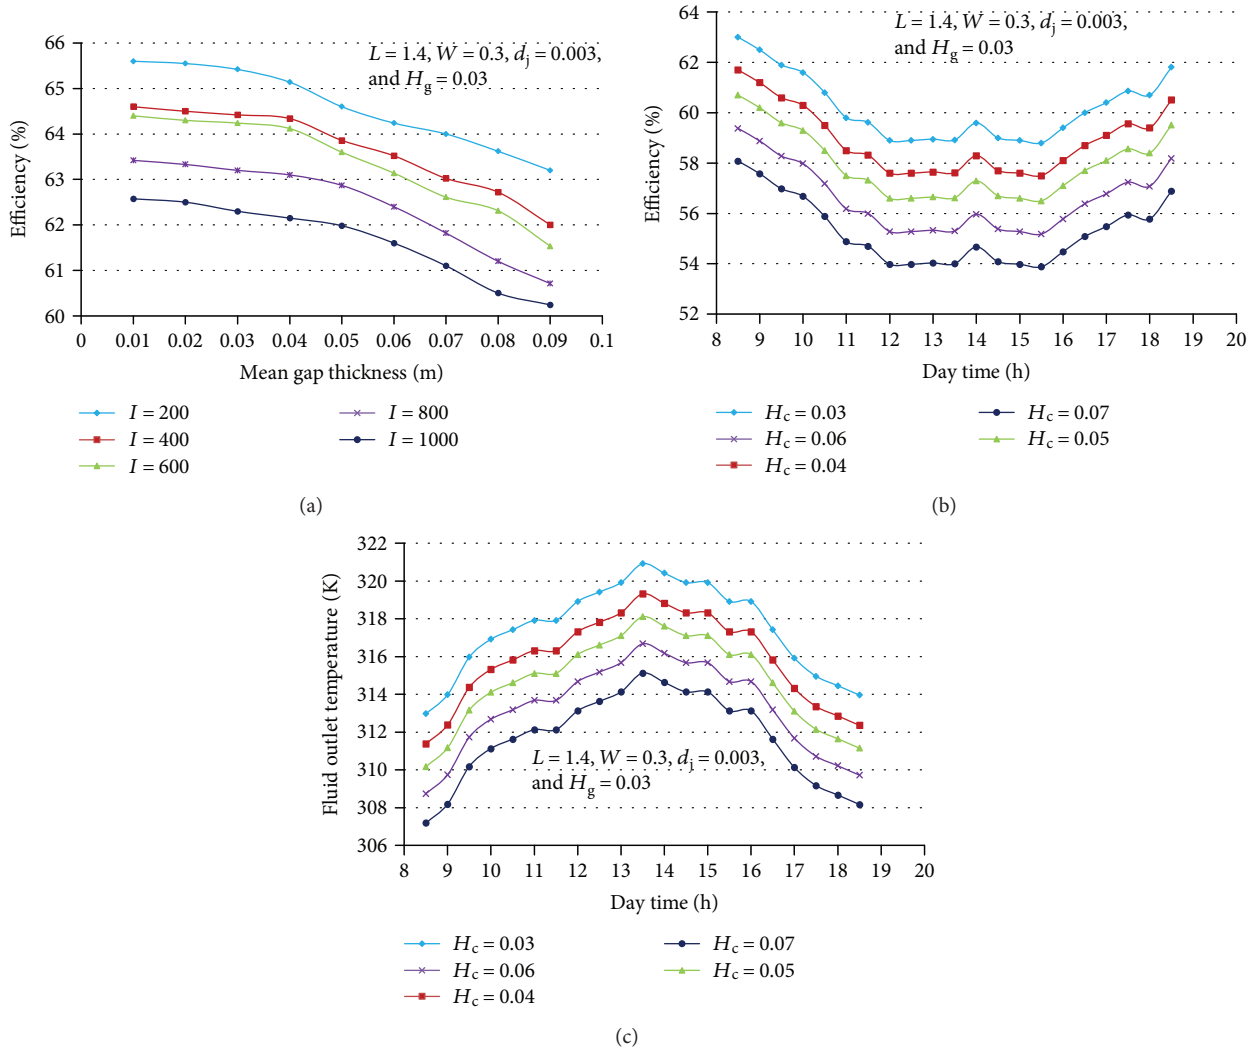 66
65
64
63
62
61
60
Efficiency (%)
L = 1.4, W = 0.3, dj = 0.003,
and Hg = 0.03
0 0.01 0.02 0.03 0.04 0.05 0.06 0.07 0.08 0.09 0.1
Mean gap thickness (m)
I = 200
I = 400
I = 600
I = 800
I = 1000
(a)
64
62
60
58
56
54
52
Efficiency (%)
L = 1.4, W = 0.3, dj = 0.003,
and Hg = 0.03
8 9 10 11 12 13 14 15 16 17 18 19 20
Day time (h)
Hc = 0.03
Hc = 0.06
Hc = 0.04
Hc = 0.07
Hc = 0.05
(b)
322
320
318
316
314
312
310
308
306
Fluid outlet temperature (K)
L = 1.4, W = 0.3, dj = 0.003,
and Hg = 0.03
8 9 10 11 12 13 14 15 16 17 18 19 20
Day time (h)
Hc = 0.03
Hc = 0.06
Hc = 0.04
Hc = 0.07
Hc = 0.05
(c)